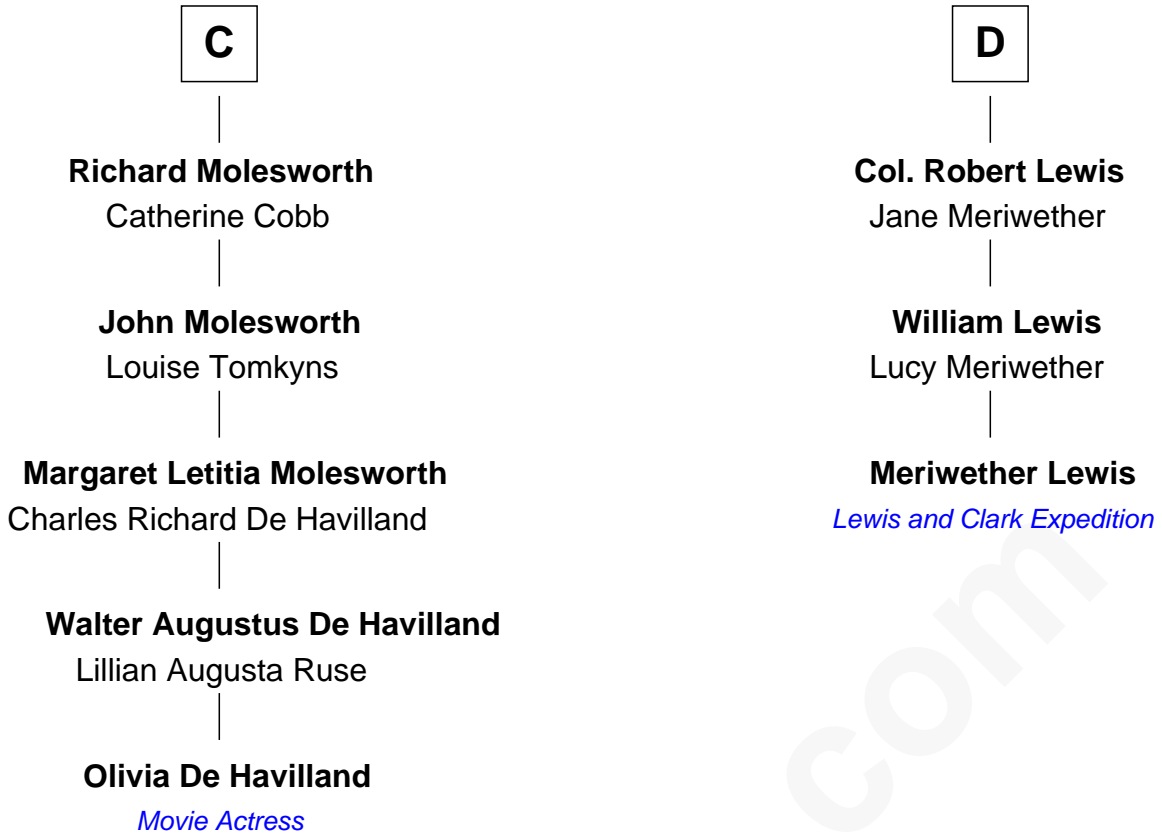 C
Richard Molesworth
Catherine Cobb
John Molesworth
Louise Tomkyns
Margaret Letitia Molesworth
Charles Richard De Havilland
Walter Augustus De Havilland
Lillian Augusta Ruse
Olivia De Havilland
Movie Actress
D
Col. Robert Lewis
Jane Meriwether
William Lewis
Lucy Meriwether
Meriwether Lewis
Lewis and Clark Expedition
com